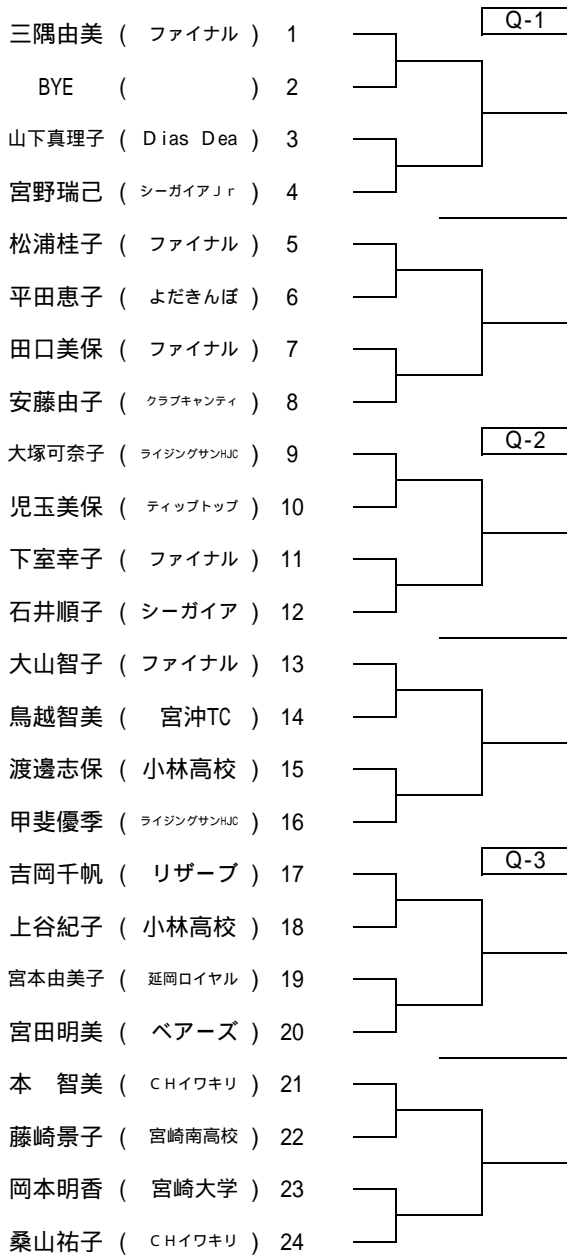 Q-1
三隅由美 ( ファイナル ) 1
BYE ( ) 2
山下真理子 ( Dias Dea ) 3
宮野瑞己 ( シーガイアJr ) 4
松浦桂子 ( ファイナル ) 5
平田恵子 ( よだきんぼ ) 6
田口美保 ( ファイナル ) 7
安藤由子 ( クラブキャンティ ) 8
Q-2
大塚可奈子 ( ライジングサンHJC ) 9
児玉美保 ( ティップトップ ) 10
下室幸子 ( ファイナル ) 11
石井順子 ( シーガイア ) 12
大山智子 ( ファイナル ) 13
鳥越智美 ( 宮沖TC ) 14
渡邊志保 ( 小林高校 ) 15
甲斐優季 ( ライジングサンHJC ) 16
Q-3
吉岡千帆 ( リザーブ ) 17
上谷紀子 ( 小林高校 ) 18
宮本由美子 ( 延岡ロイヤル ) 19
宮田明美 ( ベアーズ ) 20
本　智美 ( CHイワキリ ) 21
藤崎景子 ( 宮崎南高校 ) 22
岡本明香 ( 宮崎大学 ) 23
桑山祐子 ( CHイワキリ ) 24